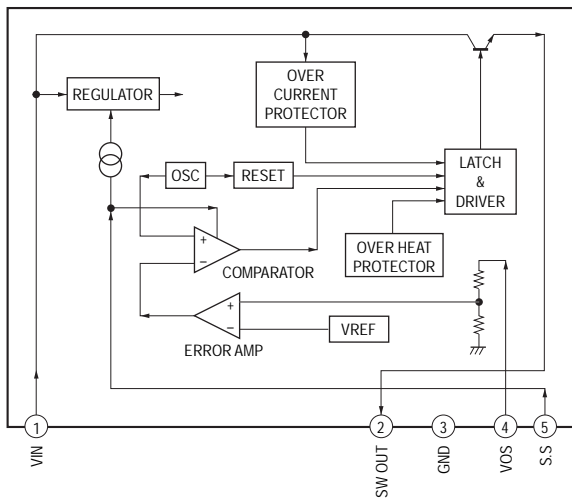 OVER
CURRENT
PROTECTOR
REGULATOR
OSC
RESET
LATCH
&
DRIVER
+
−
COMPARATOR
OVER HEAT
PROTECTOR
+
−
VREF
ERROR AMP
1
2
3
4
5
VIN
SW OUT
GND
VOS
S.S